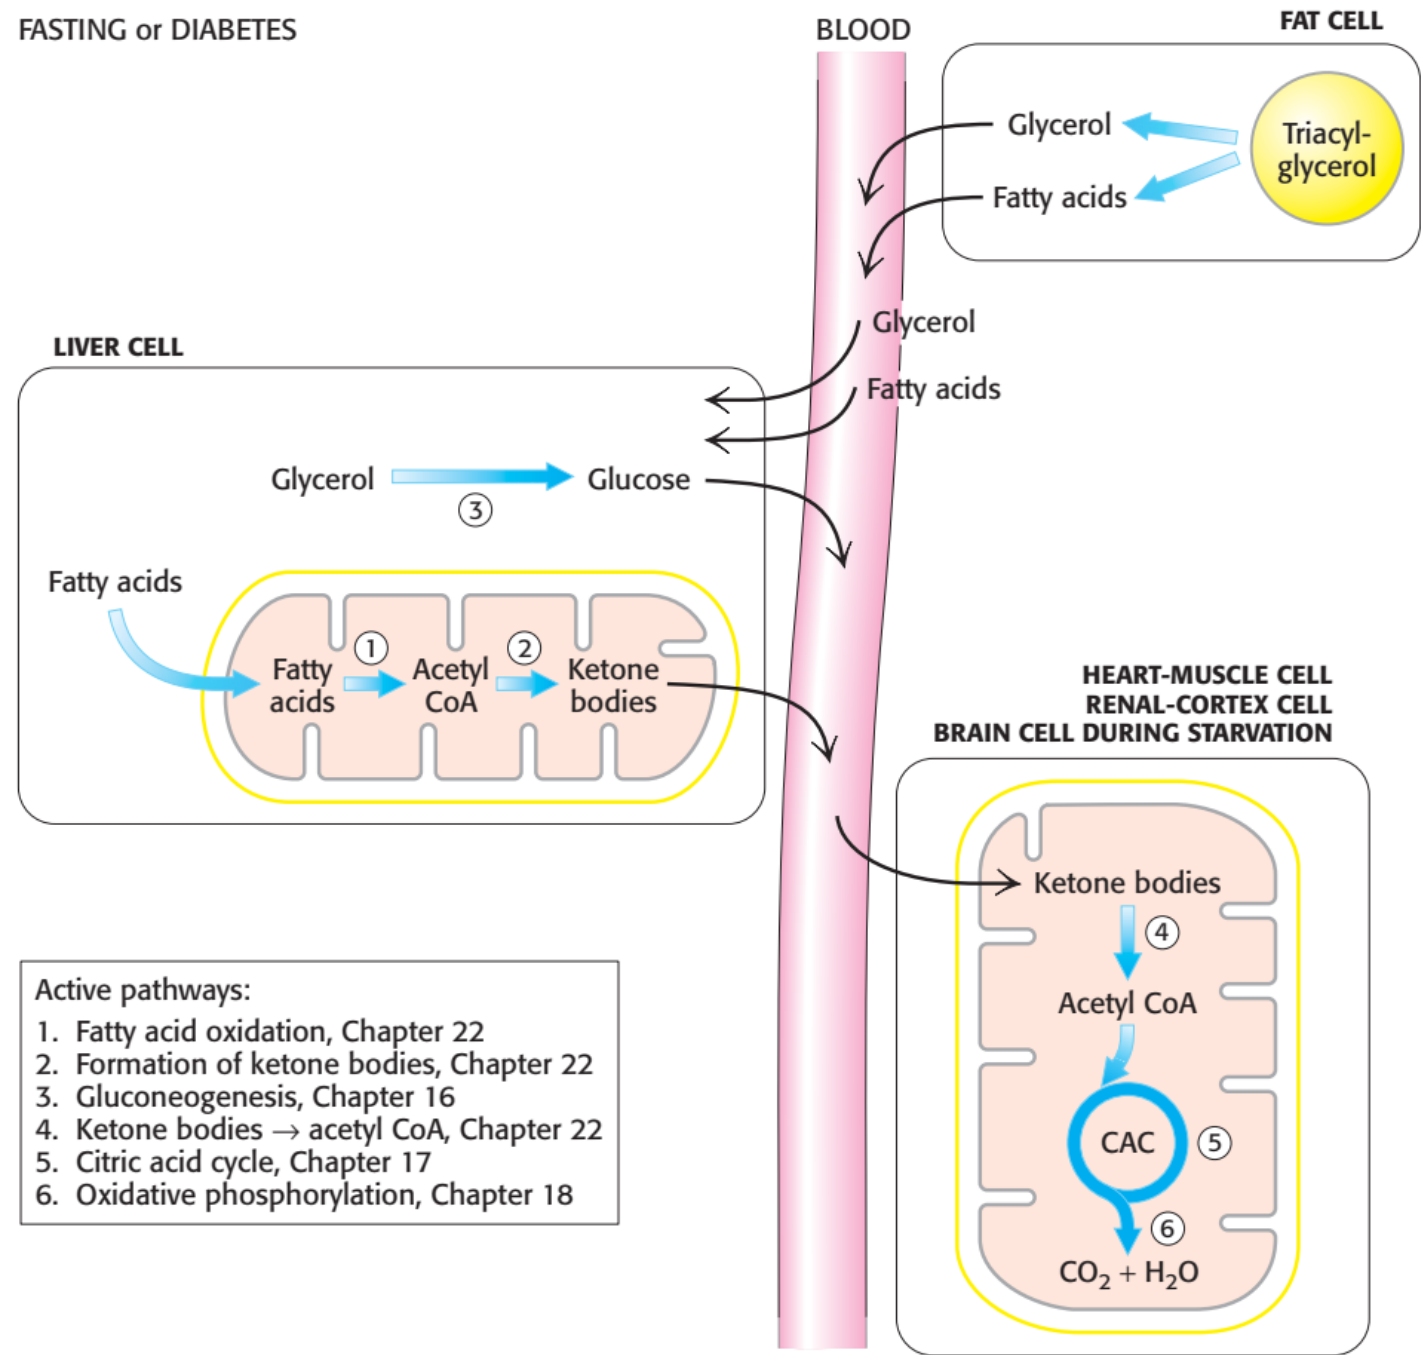 FASTING or DIABETES
BLOOD
FAT CELL
Glycerol
Triacyl-
glycerol
Fatty acids
Glycerol
Fatty acids
LIVER CELL
Glycerol
3
Glucose
Fatty acids
1
2
Fatty
acids
Acetyl
CoA
Ketone
bodies
HEART-MUSCLE CELL
RENAL-CORTEX CELL
BRAIN CELL DURING STARVATION
Ketone bodies
4
Acetyl CoA
CAC
5
6
CO₂ + H₂O
Active pathways:
1. Fatty acid oxidation, Chapter 22
2. Formation of ketone bodies, Chapter 22
3. Gluconeogenesis, Chapter 16
4. Ketone bodies → acetyl CoA, Chapter 22
5. Citric acid cycle, Chapter 17
6. Oxidative phosphorylation, Chapter 18